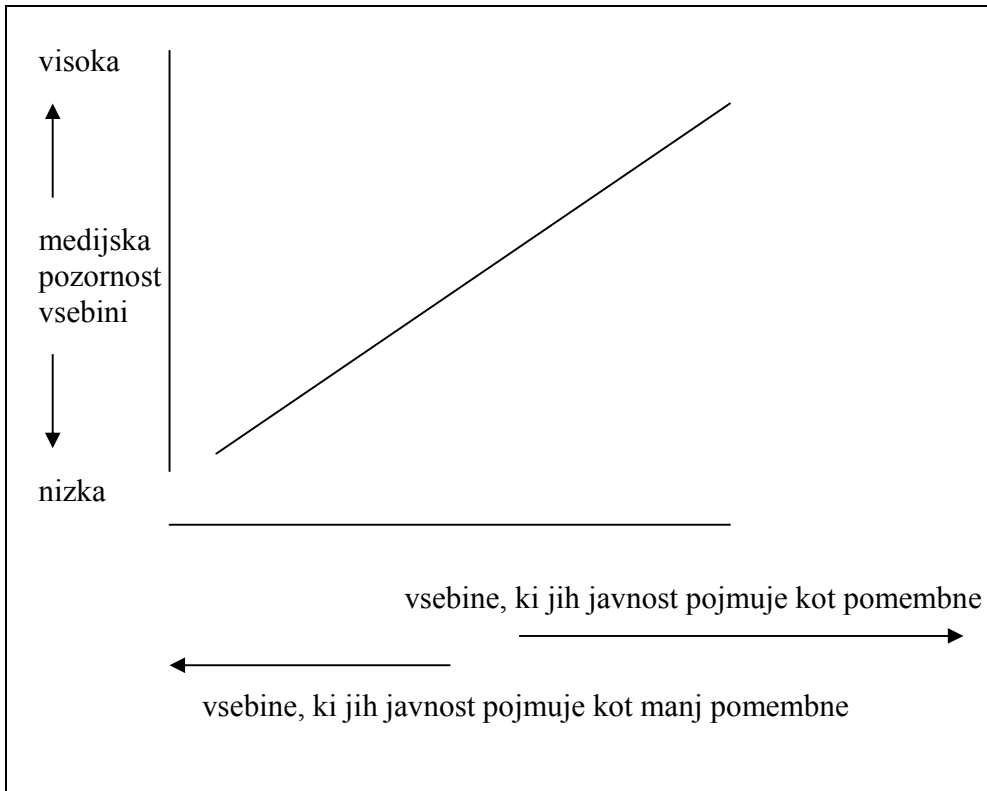 visoka
medijska
pozornost
vsebini
nizka
vsebine, ki jih javnost pojmuje kot pomembne
vsebine, ki jih javnost pojmuje kot manj pomembne